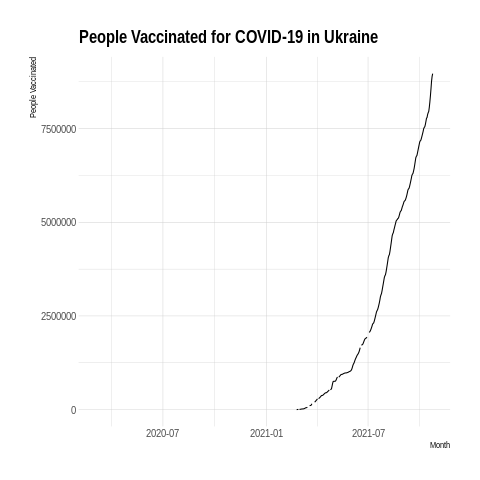 People Vaccinated for COVID-19 in Ukraine
People Vaccinated
7500000
5000000
2500000
0
2020-07
2021-01
2021-07
Month